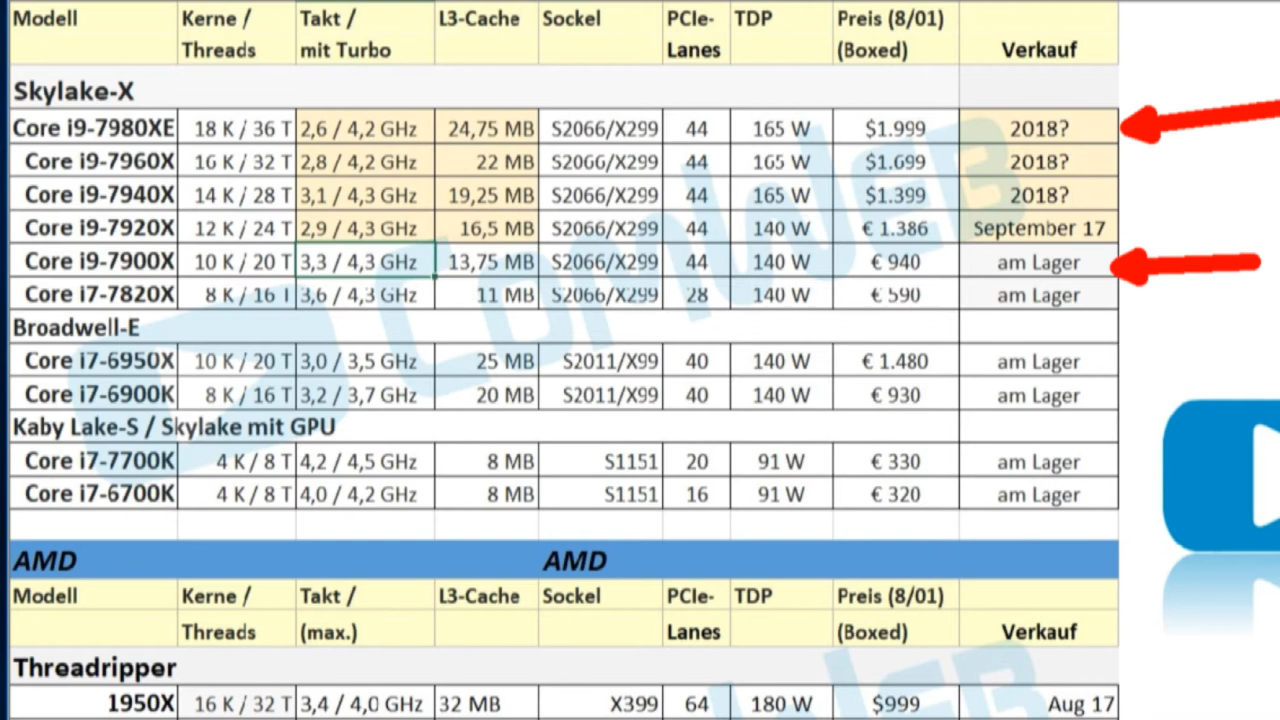 Modell Kerne / Takt / L3-Cache Sockel PCIe- TDP Preis (8/01)
Threads mit Turbo Lanes (Boxed) Verkauf
Skylake-X
Core i9-7980XE 18 K / 36 T 2,6 / 4,2 GHz 24,75 MB S2066/X299 44 165 W $1.999 2018?
Core i9-7960X 16 K / 32 T 2,8 / 4,2 GHz 22 MB S2066/X299 44 165 W $1.699 2018?
Core i9-7940X 14 K / 28 T 3,1 / 4,3 GHz 19,25 MB S2066/X299 44 165 W $1.399 2018?
Core i9-7920X 12 K / 24 T 2,9 / 4,3 GHz 16,5 MB S2066/X299 44 140 W € 1.386 September 17
Core i9-7900X 10 K / 20 T 3,3 / 4,3 GHz 13,75 MB S2066/X299 44 140 W € 940 am Lager
Core i7-7820X 8 K / 16 T 3,6 / 4,3 GHz 11 MB S2066/X299 28 140 W € 590 am Lager
Broadwell-E
Core i7-6950X 10 K / 20 T 3,0 / 3,5 GHz 25 MB S2011/X99 40 140 W € 1.480 am Lager
Core i7-6900K 8 K / 16 T 3,2 / 3,7 GHz 20 MB S2011/X99 40 140 W € 930 am Lager
Kaby Lake-S / Skylake mit GPU
Core i7-7700K 4 K / 8 T 4,2 / 4,5 GHz 8 MB S1151 20 91 W € 330 am Lager
Core i7-6700K 4 K / 8 T 4,0 / 4,2 GHz 8 MB S1151 16 91 W € 320 am Lager
AMD AMD
Modell Kerne / Takt / L3-Cache Sockel PCIe- TDP Preis (8/01)
Threads (max.) Lanes (Boxed) Verkauf
Threadripper
1950X 16 K / 32 T 3,4 / 4,0 GHz 32 MB X399 64 180 W $999 Aug 17
ComWEB
WEB